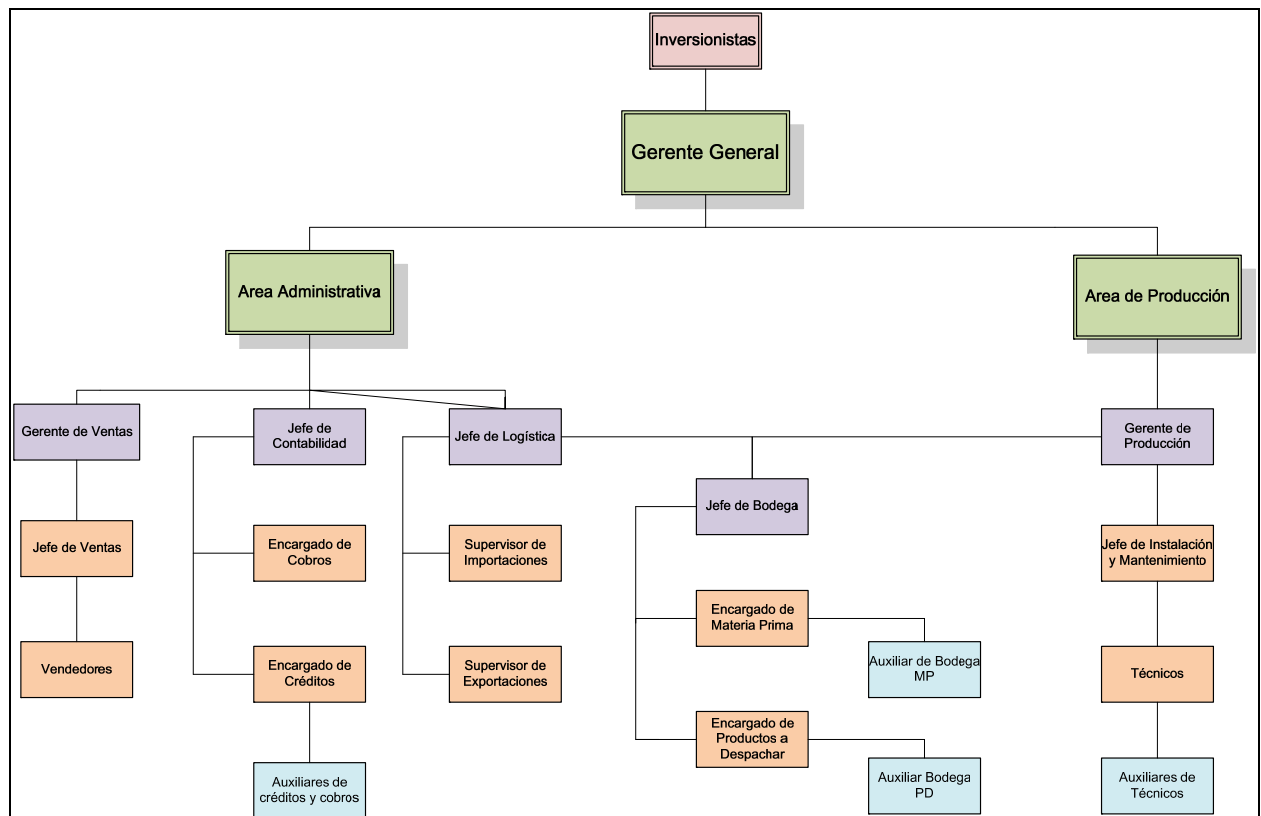 Inversionistas
Gerente General
Area Administrativa
Area de Producción
Gerente de Ventas
Jefe de
Contabilidad
Jefe de Logística
Gerente de
Producción
Jefe de Bodega
Jefe de Ventas
Encargado de
Cobros
Supervisor de
Importaciones
Jefe de Instalación
y Mantenimiento
Encargado de
Materia Prima
Vendedores
Encargado de
Créditos
Supervisor de
Exportaciones
Auxiliar de Bodega
MP
Técnicos
Encargado de
Productos a
Despachar
Auxiliares de
créditos y cobros
Auxiliar Bodega
PD
Auxiliares de
Técnicos